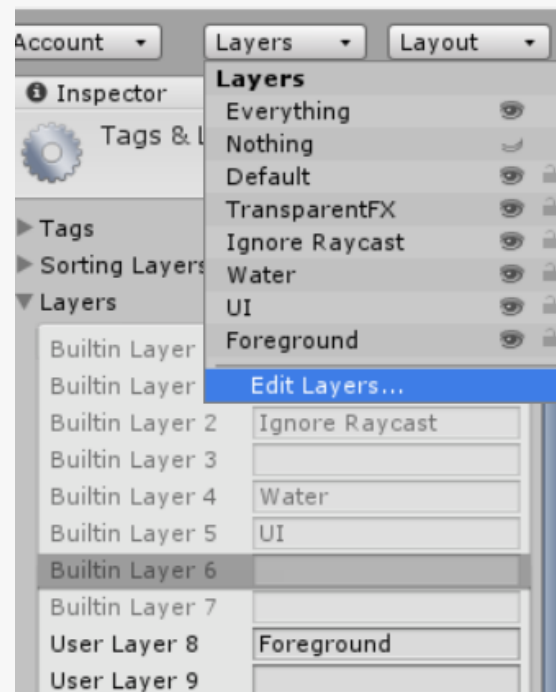 Account
Layers
Layout
Layers
Inspector
Everything
Tags & L
Nothing
Default
TransparentFX
Tags
Ignore Raycast
Sorting Layers
Water
Layers
UI
Foreground
Builtin Layer
Builtin Layer
Edit Layers...
Builtin Layer 2 Ignore Raycast
Builtin Layer 3
Builtin Layer 4 Water
Builtin Layer 5 UI
Builtin Layer 6
Builtin Layer 7
User Layer 8 Foreground
User Layer 9